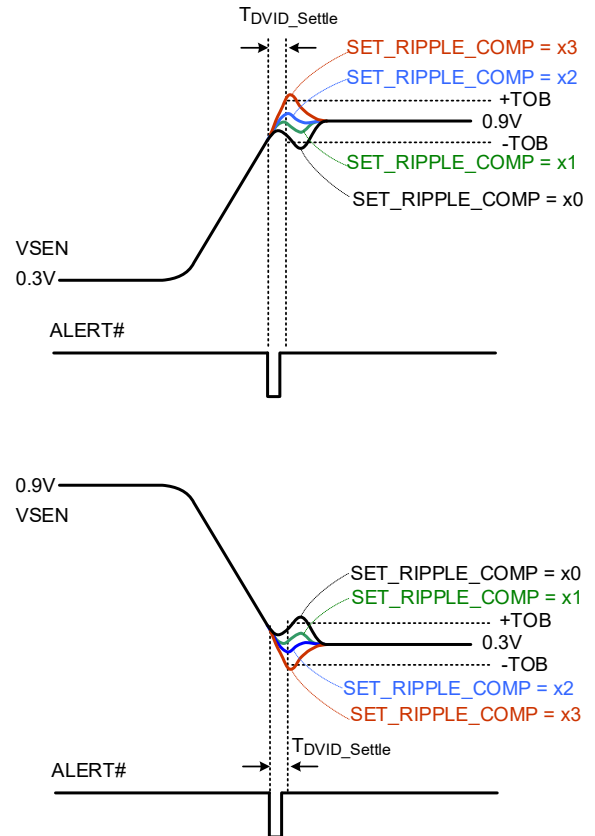 TDVID_Settle
SET_RIPPLE_COMP = x3
SET_RIPPLE_COMP = x2
+TOB
0.9V
-TOB
SET_RIPPLE_COMP = x1
SET_RIPPLE_COMP = x0
VSEN
0.3V
ALERT#
0.9V
VSEN
SET_RIPPLE_COMP = x0
SET_RIPPLE_COMP = x1
+TOB
0.3V
-TOB
SET_RIPPLE_COMP = x2
SET_RIPPLE_COMP = x3
TDVID_Settle
ALERT#